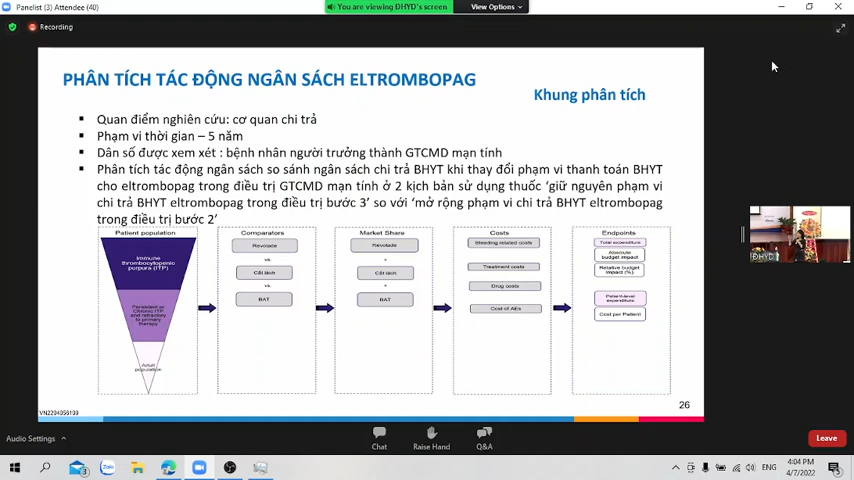 Panelist (3) Attendee (40)
You are viewing ĐHYD's screen
View Options
Recording
PHÂN TÍCH TÁC ĐỘNG NGÂN SÁCH ELTROMBOPAG
Khung phân tích
Quan điểm nghiên cứu: cơ quan chi trả
Phạm vi thời gian – 5 năm
Dân số được xem xét : bệnh nhân người trưởng thành GTCMD mạn tính
Phân tích tác động ngân sách so sánh ngân sách chi trả BHYT khi thay đổi phạm vi thanh toán BHYT
cho eltrombopag trong điều trị GTCMD mạn tính ở 2 kịch bản sử dụng thuốc 'giữ nguyên phạm vi
chi trả BHYT eltrombopag trong điều trị bước 3' so với 'mở rộng phạm vi chi trả BHYT eltrombopag
trong điều trị bước 2'
Patient population
Immune
thrombocytopenic
purpura (ITP)
Persistent or
Chronic ITP
and refractory
to primary
therapy
Adult
population
Comparators
Revolade
vs.
Cắt lách
vs.
BAT
Market Share
Revolade
+
Cắt lách
+
BAT
Costs
Bleeding related costs
Treatment costs
Drug costs
Cost of AEs
Endpoints
Total expenditure
Absolute
budget impact
Relative budget
impact (%)
Patient-level
expenditure
Cost per Patient
26
ĐHYD
Audio Settings
Chat
Raise Hand
Q&A
Leave
Zalo
ENG
4:04 PM
4/7/2022